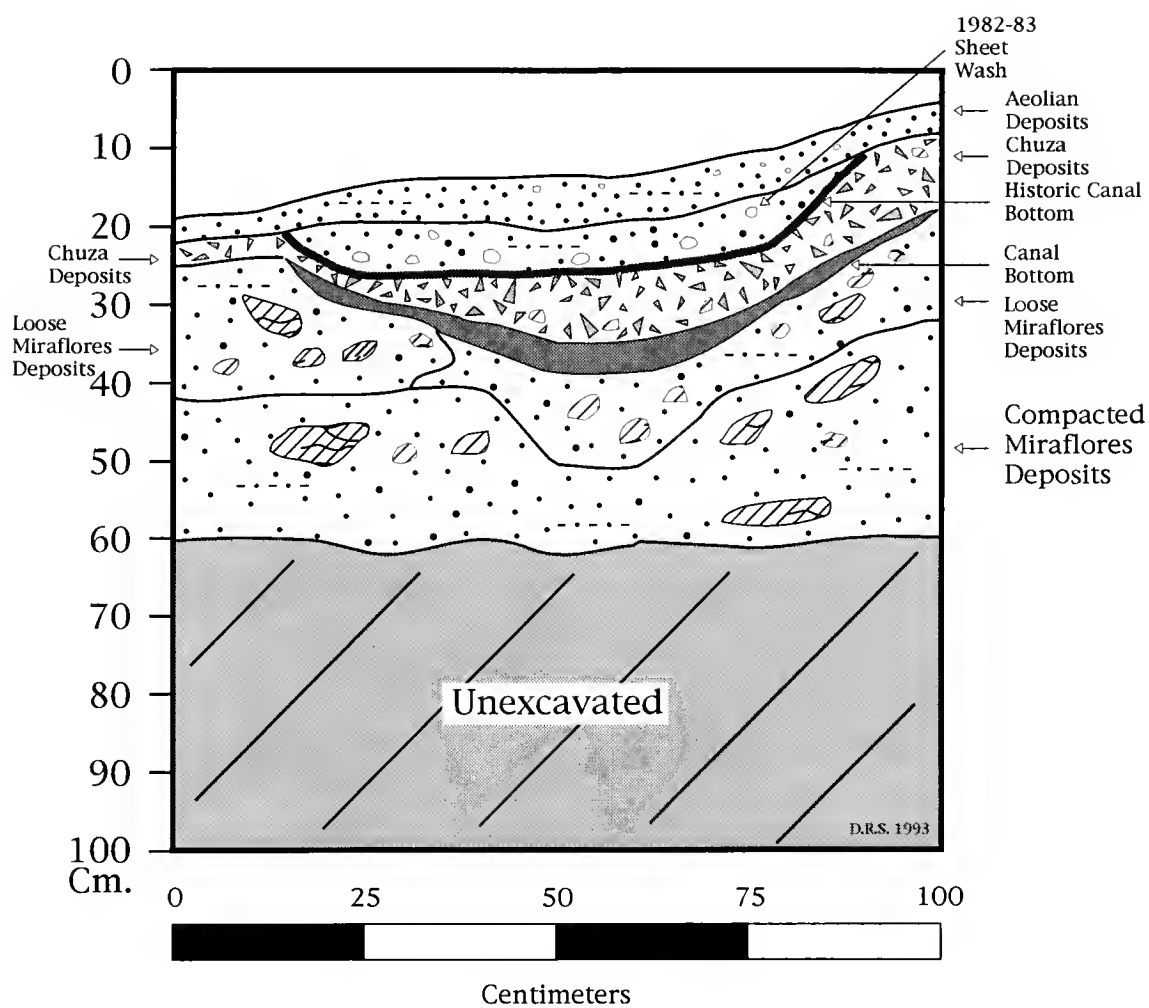 1982-83
Sheet
Wash
0
10
20
30
40
50
60
70
80
90
100
Cm.
Aeolian
Deposits
Chuza
Deposits
Historic Canal
Bottom
Canal
Bottom
Loose
Miraflores
Deposits
Compacted
Miraflores
Deposits
Chuza
Deposits
Loose
Miraflores
Deposits
Unexcavated
D.R.S. 1993
0 25 50 75 100
Centimeters